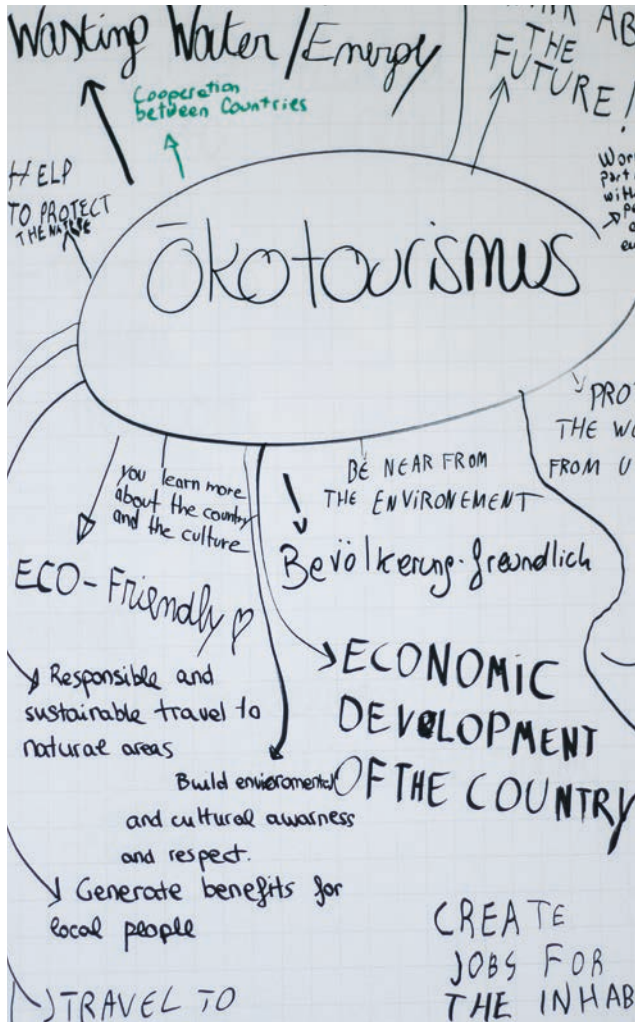 Wasting Water/Energy
Cooperation
between Countries
THE
FUTURE!
HELP
TO PROTECT
THE NATURE
with
Ökotourismus
THE
FROM
BE NEAR FROM
THE ENVIRONEMENT
you learn more
about the country
and the culture
ECO-Friendly
Bevölkerung-freundlich
Responsible and
sustainable travel to
natural areas
ECONOMIC
DEVELOPMENT
OF THE COUNTRY
Build enviromental
and cultural awarness
and respect.
Generate benefits for
local people
CREATE
JOBS FOR
THE
TRAVEL TO